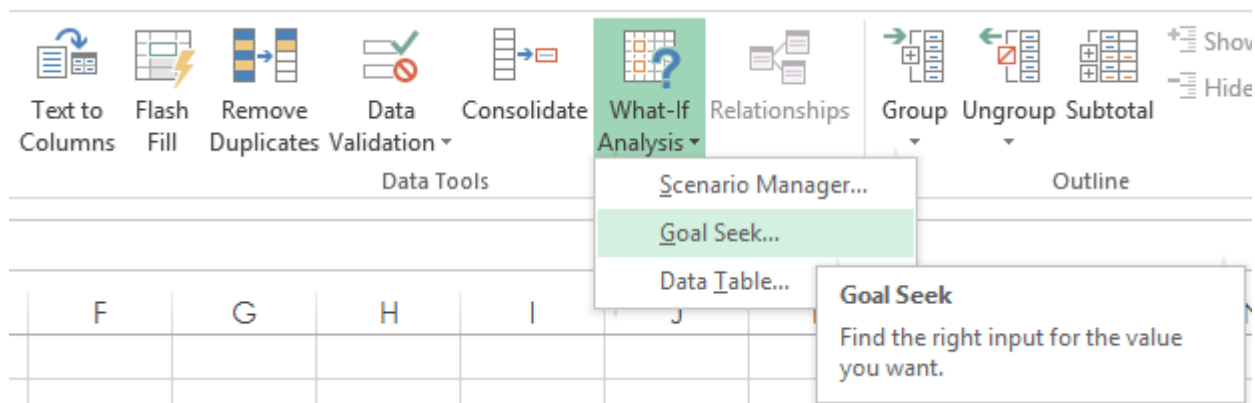 Text to Columns
Flash Fill
Remove Duplicates
Data Validation
Consolidate
What-If Analysis
Relationships
Group
Ungroup
Subtotal
Hide
Data Tools
Outline
Scenario Manager...
Goal Seek...
Data Table...
Goal Seek
Find the right input for the value
you want.
F G H I J